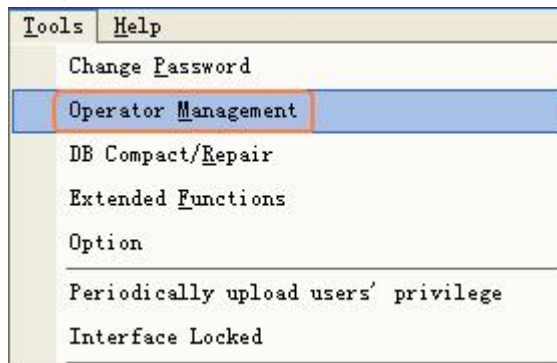 Tools Help
Change Password
Operator Management
DB Compact/Repair
Extended Functions
Option
Periodically upload users' privilege
Interface Locked